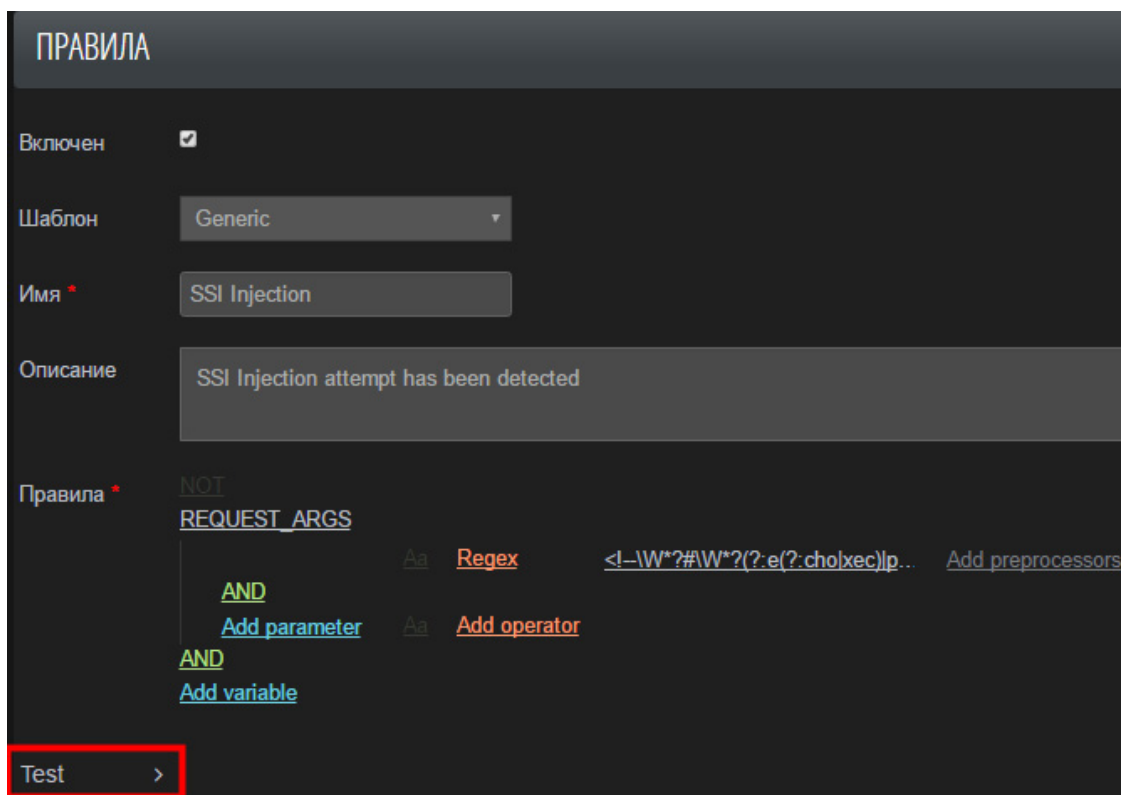 ПРАВИЛА
Включен
Шаблон Generic
Имя * SSI Injection
Описание SSI Injection attempt has been detected
Правила * NOT
REQUEST_ARGS
Aa Regex <!--\W*?#\W*?(?:e(?:cho|xec)|p... Add preprocessors
AND
Add parameter Aa Add operator
AND
Add variable
Test >